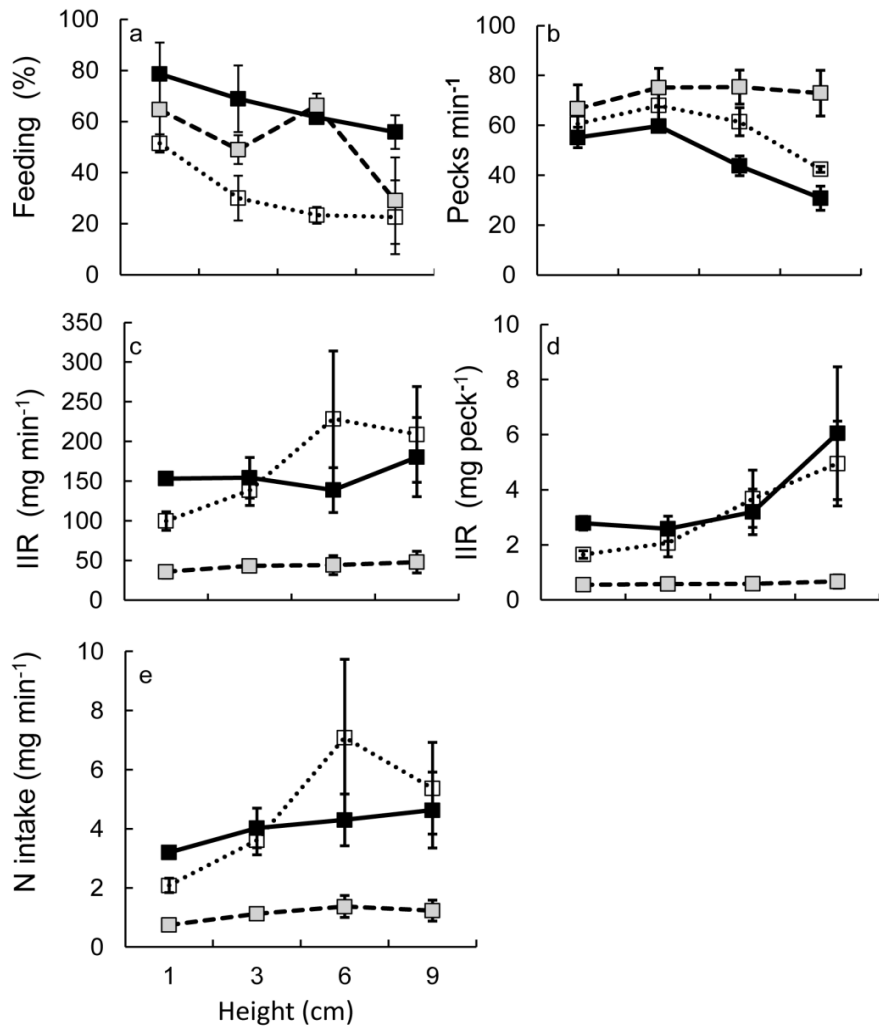 a
Feeding (%)
100
80
60
40
20
0
b
Pecks min-1
100
80
60
40
20
0
c
IIR (mg min-1)
350
300
250
200
150
100
50
0
d
IIR (mg peck-1)
10
8
6
4
2
0
e
N intake (mg min-1)
10
8
6
4
2
0
1 3 6 9
Height (cm)